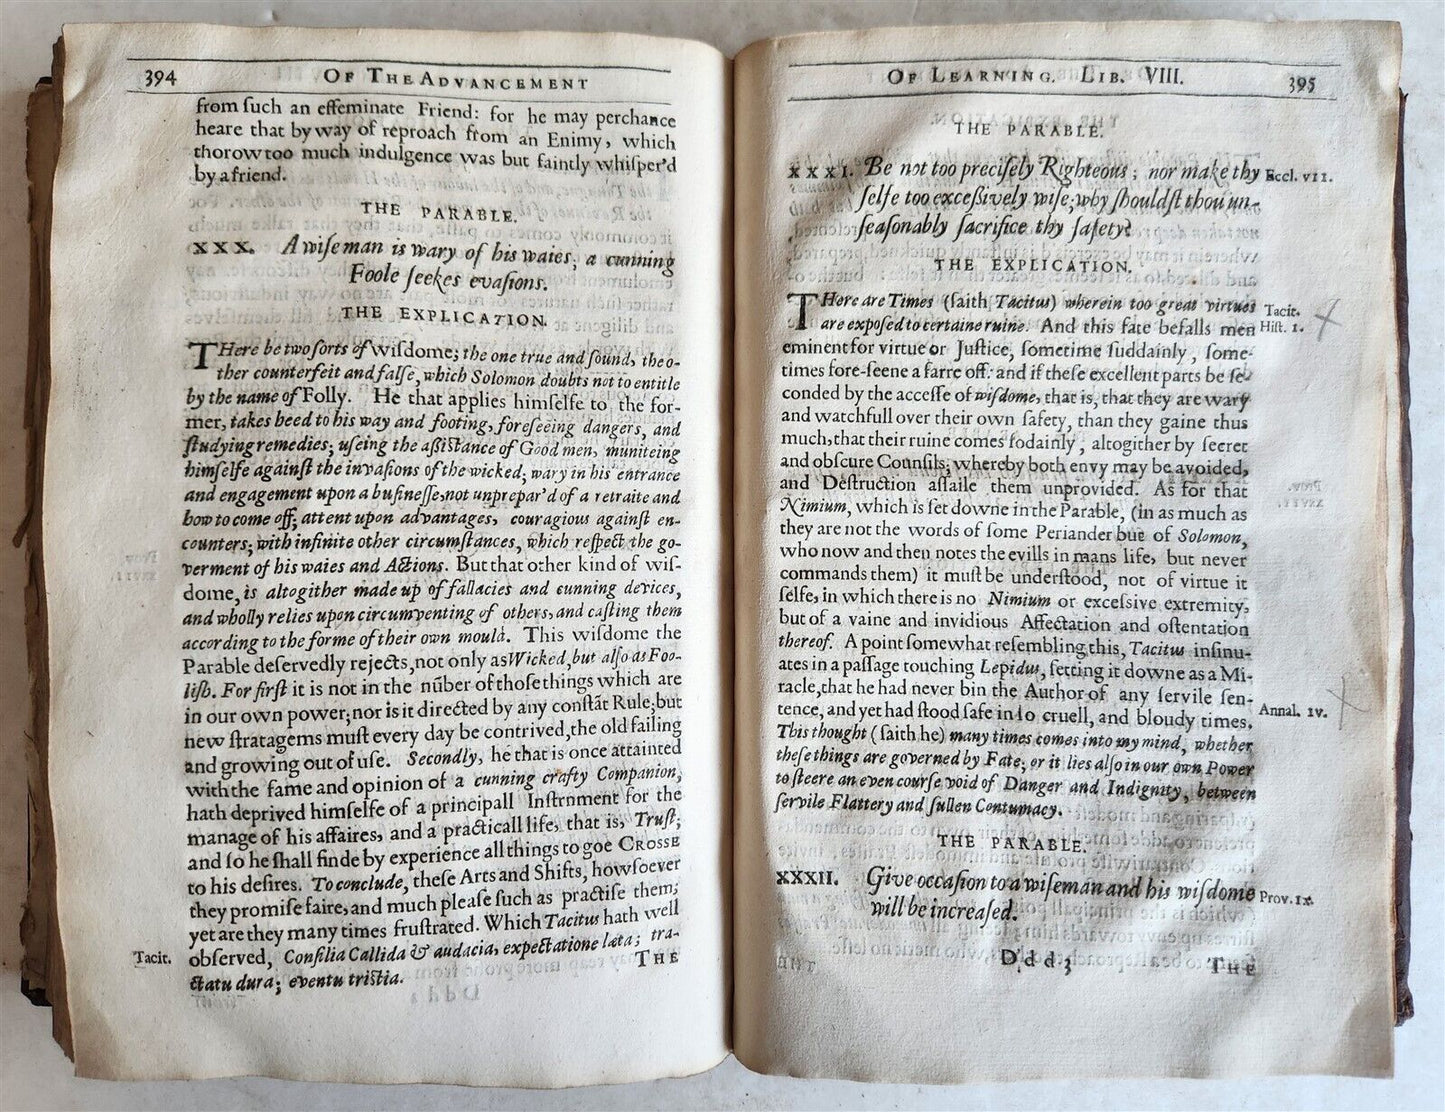 394 OF THE ADVANCEMENT
from ſuch an effeminate Friend: for he may perchance
heare that by way of reproach from an Enimy, which
thorow too much indulgence was but faintly whiſper'd
by a friend.
THE PARABLE.
XXX. A wiſe man is wary of his waies; a cunning
Foole ſeekes evaſions.
THE EXPLICATION.
THere be two ſorts of wiſdome; the one true and ſound, the o-
ther counterfeit and falſe, which Solomon doubts not to entitle
by the name of Folly. He that applies himſelfe to the for-
mer, takes heed to his way and footing, foreſeeing dangers, and
ſtudying remedies; uſeing the aſſiſtance of Good men, muniteing
himſelfe againſt the invaſions of the wicked; wary in his entrance
and engagement upon a buſineſſe, not unprepar'd of a retraite and
how to come off; attent upon advantages, couragious againſt en-
counters; with infinite other circumſtances, which reſpect the go-
verment of his waies and Actions. But that other kind of wiſ-
dome, is altogither made up of fallacies and cunning devices,
and wholly relies upon circumventing of others, and caſting them
according to the forme of their own mould. This wiſdome the
Parable deſervedly rejects, not only as Wicked, but alſo as Foo-
liſh. For firſt it is not in the nũber of thoſe things which are
in our own power; nor is it directed by any conſtãt Rule; but
new ſtratagems muſt every day be contrived, the old failing
and growing out of uſe. Secondly, he that is once attainted
with the fame and opinion of a cunning crafty Companion,
hath deprived himſelfe of a principall Inſtrnment for the
manage of his affaires, and a practicall life, that is, Truſt;
and ſo he ſhall finde by experience all things to goe CROSSE
to his deſires. To conclude, theſe Arts and Shifts, howſoever
they promiſe faire, and much pleaſe ſuch as practiſe them;
yet are they many times fruſtrated. Which Tacitus hath well
Tacit. obſerved, Conſilia Callida & audacia, expectatione læta; tra-
ctatu dura; eventu triſtia.
THE
OF LEARNING. LIB. VIII. 395
THE PARABLE.
XXXI. Be not too preciſely Righteous; nor make thy Eccl. VII.
ſelfe too exceſſively wiſe; why ſhouldſt thou un-
ſeaſonably ſacrifice thy ſafety?
THE EXPLICATION.
THere are Times (ſaith Tacitus) wherein too great virtues Tacit.
are expoſed to certaine ruine. And this fate befalls men Hiſt. I.
eminent for virtue or Juſtice, ſometime ſuddainly, ſome-
times fore-ſeene a farre off: and if theſe excellent parts be ſe-
conded by the acceſſe of wiſdome, that is, that they are wary
and watchfull over their own ſafety, than they gaine thus
much, that their ruine comes ſodainly, altogither by ſecret
and obſcure Counſils; whereby both envy may be avoided,
and Deſtruction aſſaile them unprovided. As for that
Nimium, which is ſet downe in the Parable, (in as much as
they are not the words of ſome Periander but of Solomon,
who now and then notes the evills in mans life, but never
commands them) it muſt be underſtood, not of virtue it
ſelfe, in which there is no Nimium or exceſsive extremity,
but of a vaine and invidious Affectation and oſtentation
thereof. A point ſomewhat reſembling this, Tacitus inſinu-
ates in a paſſage touching Lepidus, ſetting it downe as a Mi-
racle, that he had never bin the Author of any ſervile ſen-
tence, and yet had ſtood ſafe in ſo cruell, and bloudy times. Annal. IV.
This thought (ſaith he) many times comes into my mind, whether
theſe things are governed by Fate; or it lies alſo in our own Power
to ſteere an even courſe void of Danger and Indignity, between
ſervile Flattery and ſullen Contumacy.
THE PARABLE.
XXXII. Give occaſion to a wiſeman and his wiſdome Prov. IX.
will be increaſed.
Ddd3 THE